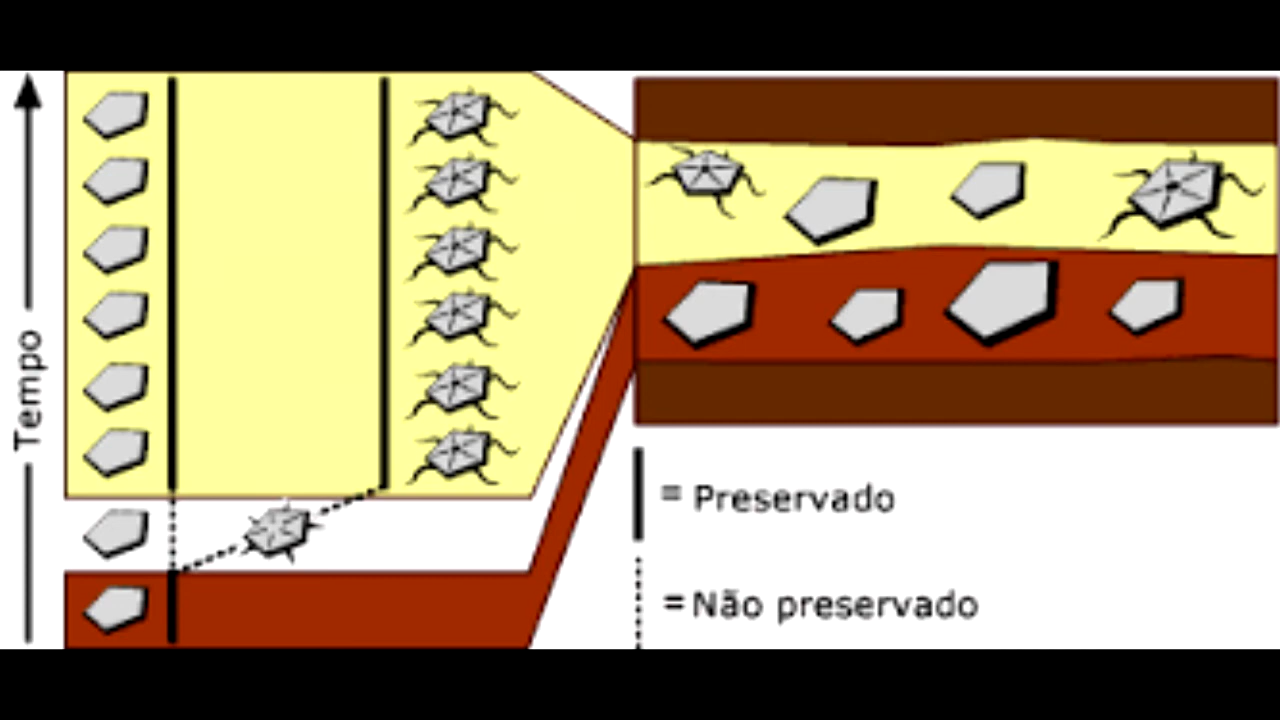 Tempo
= Preservado
= Não preservado